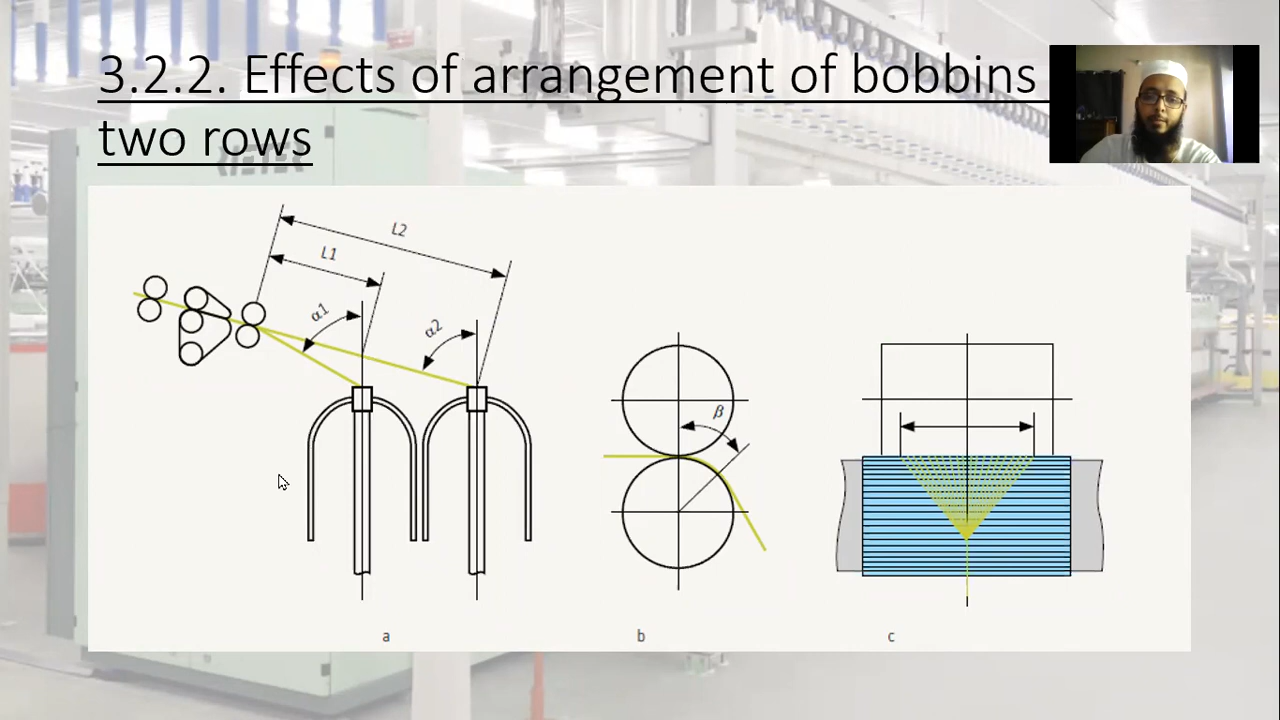 3.2.2. Effects of arrangement of bobbins
two rows
L2
L1
α1
α2
β
a
b
c